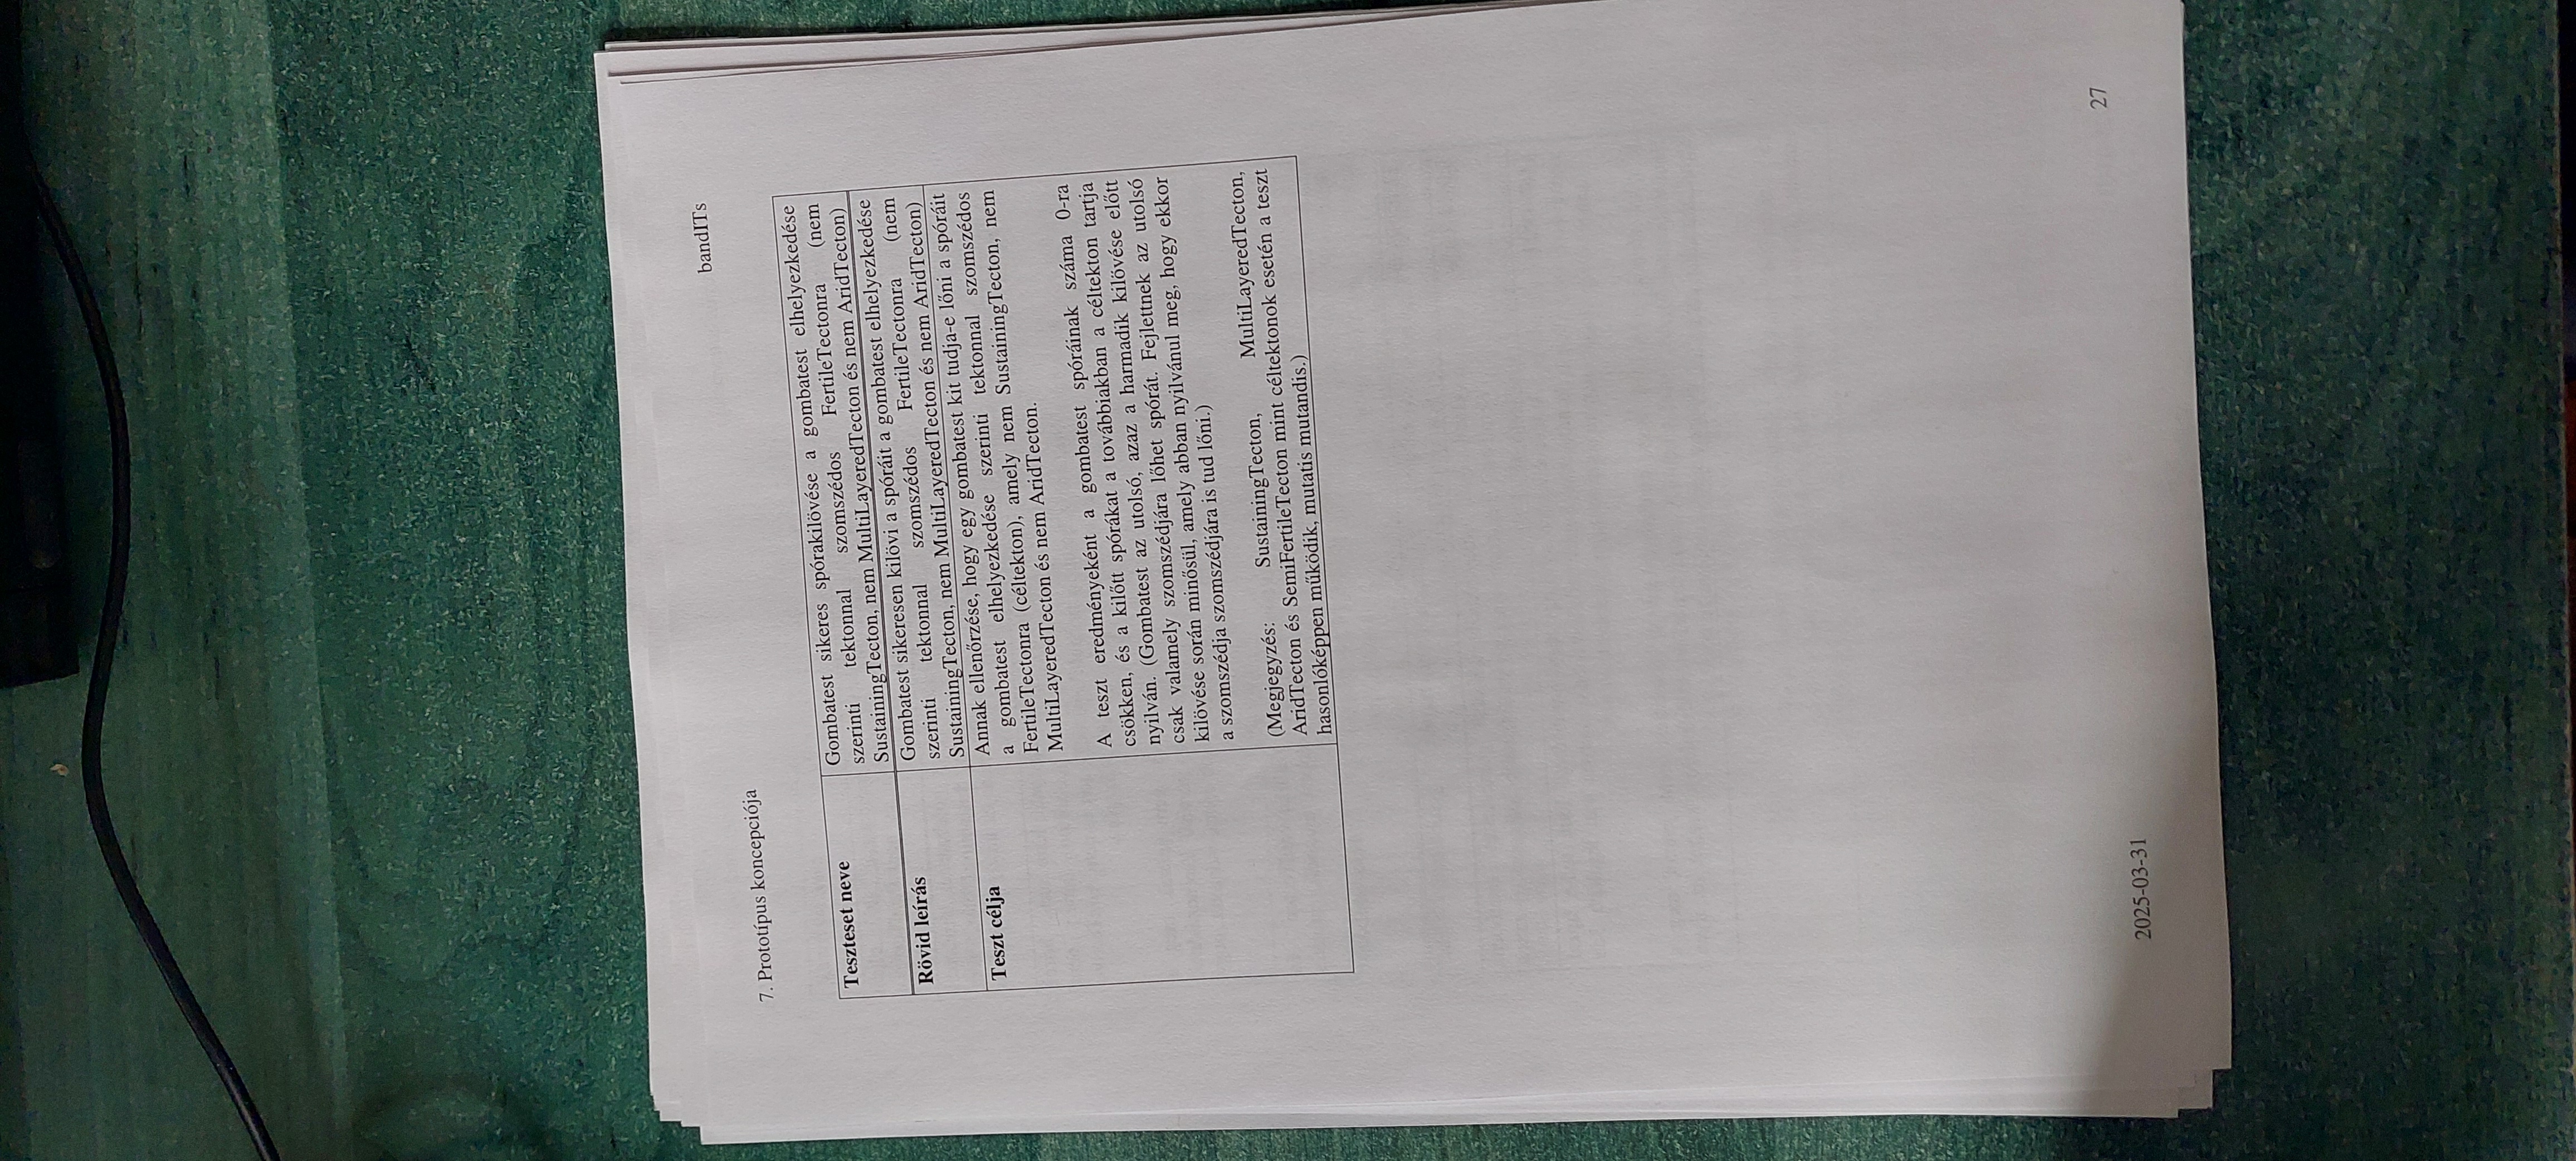 7. Prototípus koncepciója
bandITs
Teszteset neve
Gombatest sikeres spórakilövése a gombatest elhelyezkedése
szerinti tektonnal szomszédos FertileTectonra (nem
SustainingTecton, nem MultiLayeredTecton és nem AridTecton)
Rövid leírás
Gombatest sikeresen kilövi a spóráit a gombatest elhelyezkedése
szerinti tektonnal szomszédos FertileTectonra (nem
SustainingTecton, nem MultiLayeredTecton és nem AridTecton)
Teszt célja
Annak ellenőrzése, hogy egy gombatest kit tudja-e lőni a spóráit
a gombatest elhelyezkedése szerinti tektonnal szomszédos
FertileTectonra (céltekton), amely nem SustainingTecton, nem
MultiLayeredTecton és nem AridTecton.
A teszt eredményeként a gombatest spóráinak száma 0-ra
csökken, és a kilőtt spórákat a továbbiakban a céltekton tartja
nyilván. (Gombatest az utolsó, azaz a harmadik kilövése előtt
csak valamely szomszédjára lőhet spórát. Fejlettnek az utolsó
kilövése során minősül, amely abban nyilvánul meg, hogy ekkor
a szomszédja szomszédjára is tud lőni.)
(Megjegyzés: SustainingTecton, MultiLayeredTecton,
AridTecton és SemiFertileTecton mint céltektonok esetén a teszt
hasonlóképpen működik, mutatis mutandis.)
2025-03-31
27